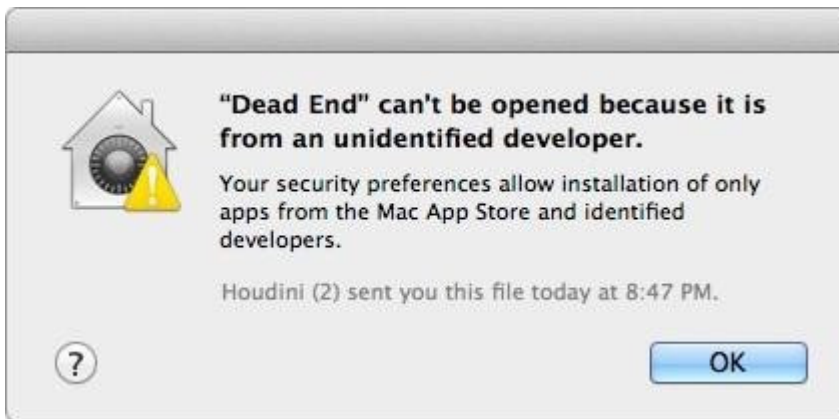 “Dead End” can't be opened because it is
from an unidentified developer.
Your security preferences allow installation of only
apps from the Mac App Store and identified
developers.
Houdini (2) sent you this file today at 8:47 PM.
?
OK